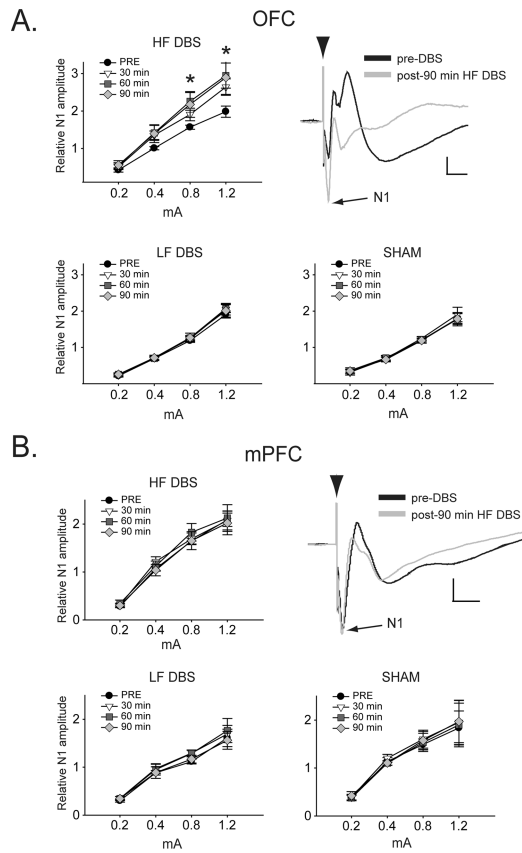 A.
OFC
HF DBS
Relative N1 amplitude
3
2
1
PRE
30 min
60 min
90 min
*
*
0.2 0.4 0.8 1.2
mA
pre-DBS
post-90 min HF DBS
N1
LF DBS
Relative N1 amplitude
3
2
1
PRE
30 min
60 min
90 min
0.2 0.4 0.8 1.2
mA
SHAM
3
2
1
PRE
30 min
60 min
90 min
0.2 0.4 0.8 1.2
mA
B.
mPFC
HF DBS
Relative N1 amplitude
2
1
0
PRE
30 min
60 min
90 min
0.2 0.4 0.8 1.2
mA
pre-DBS
post-90 min HF DBS
N1
LF DBS
Relative N1 amplitude
2
1
0
PRE
30 min
60 min
90 min
0.2 0.4 0.8 1.2
mA
SHAM
2
1
0
PRE
30 min
60 min
90 min
0.2 0.4 0.8 1.2
mA